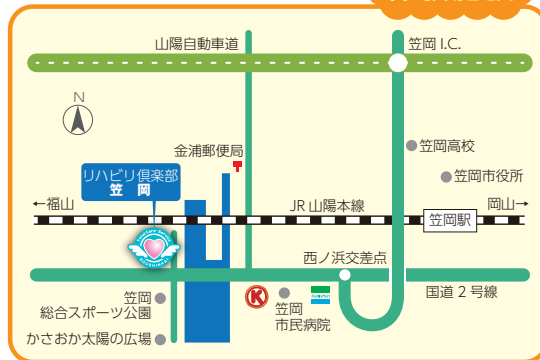 山陽自動車道
笠岡 I.C.
N
金浦郵便局
笠岡高校
リハビリ倶楽部
笠 岡
笠岡市役所
←福山
JR 山陽本線
岡山→
笠岡駅
西ノ浜交差点
笠岡
総合スポーツ公園
K
笠岡
市民病院
国道 2 号線
かさおか太陽の広場